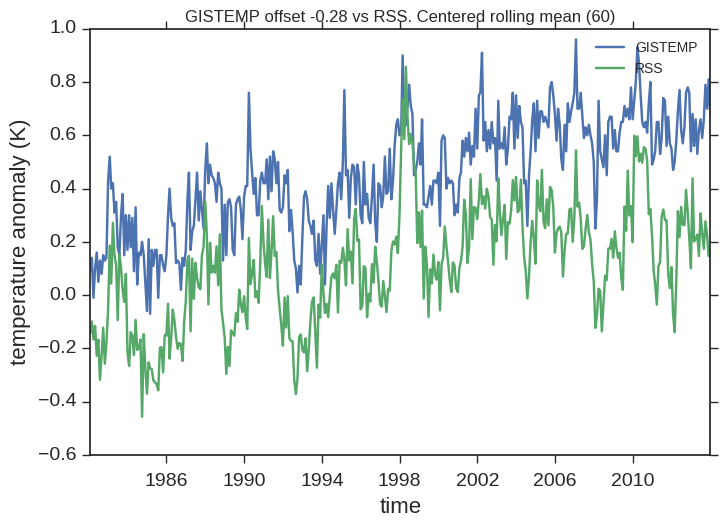 GISTEMP offset -0.28 vs RSS. Centered rolling mean (60)
1.0
0.8
0.6
0.4
0.2
0.0
−0.2
−0.4
−0.6
temperature anomaly (K)
GISTEMP
RSS
1986 1990 1994 1998 2002 2006 2010
time